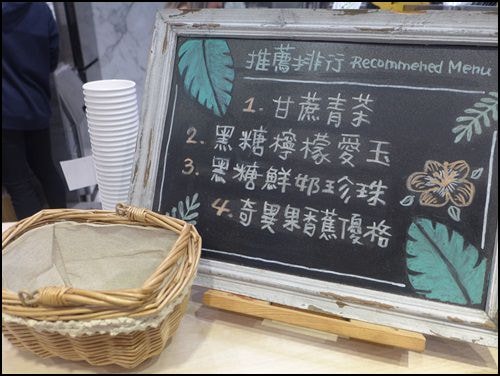 推薦排行 Recommehed Menu
1. 甘蔗青茶
2. 黑糖檸檬愛玉
3. 黑糖鮮奶珍珠
4. 奇異果香蕉優格